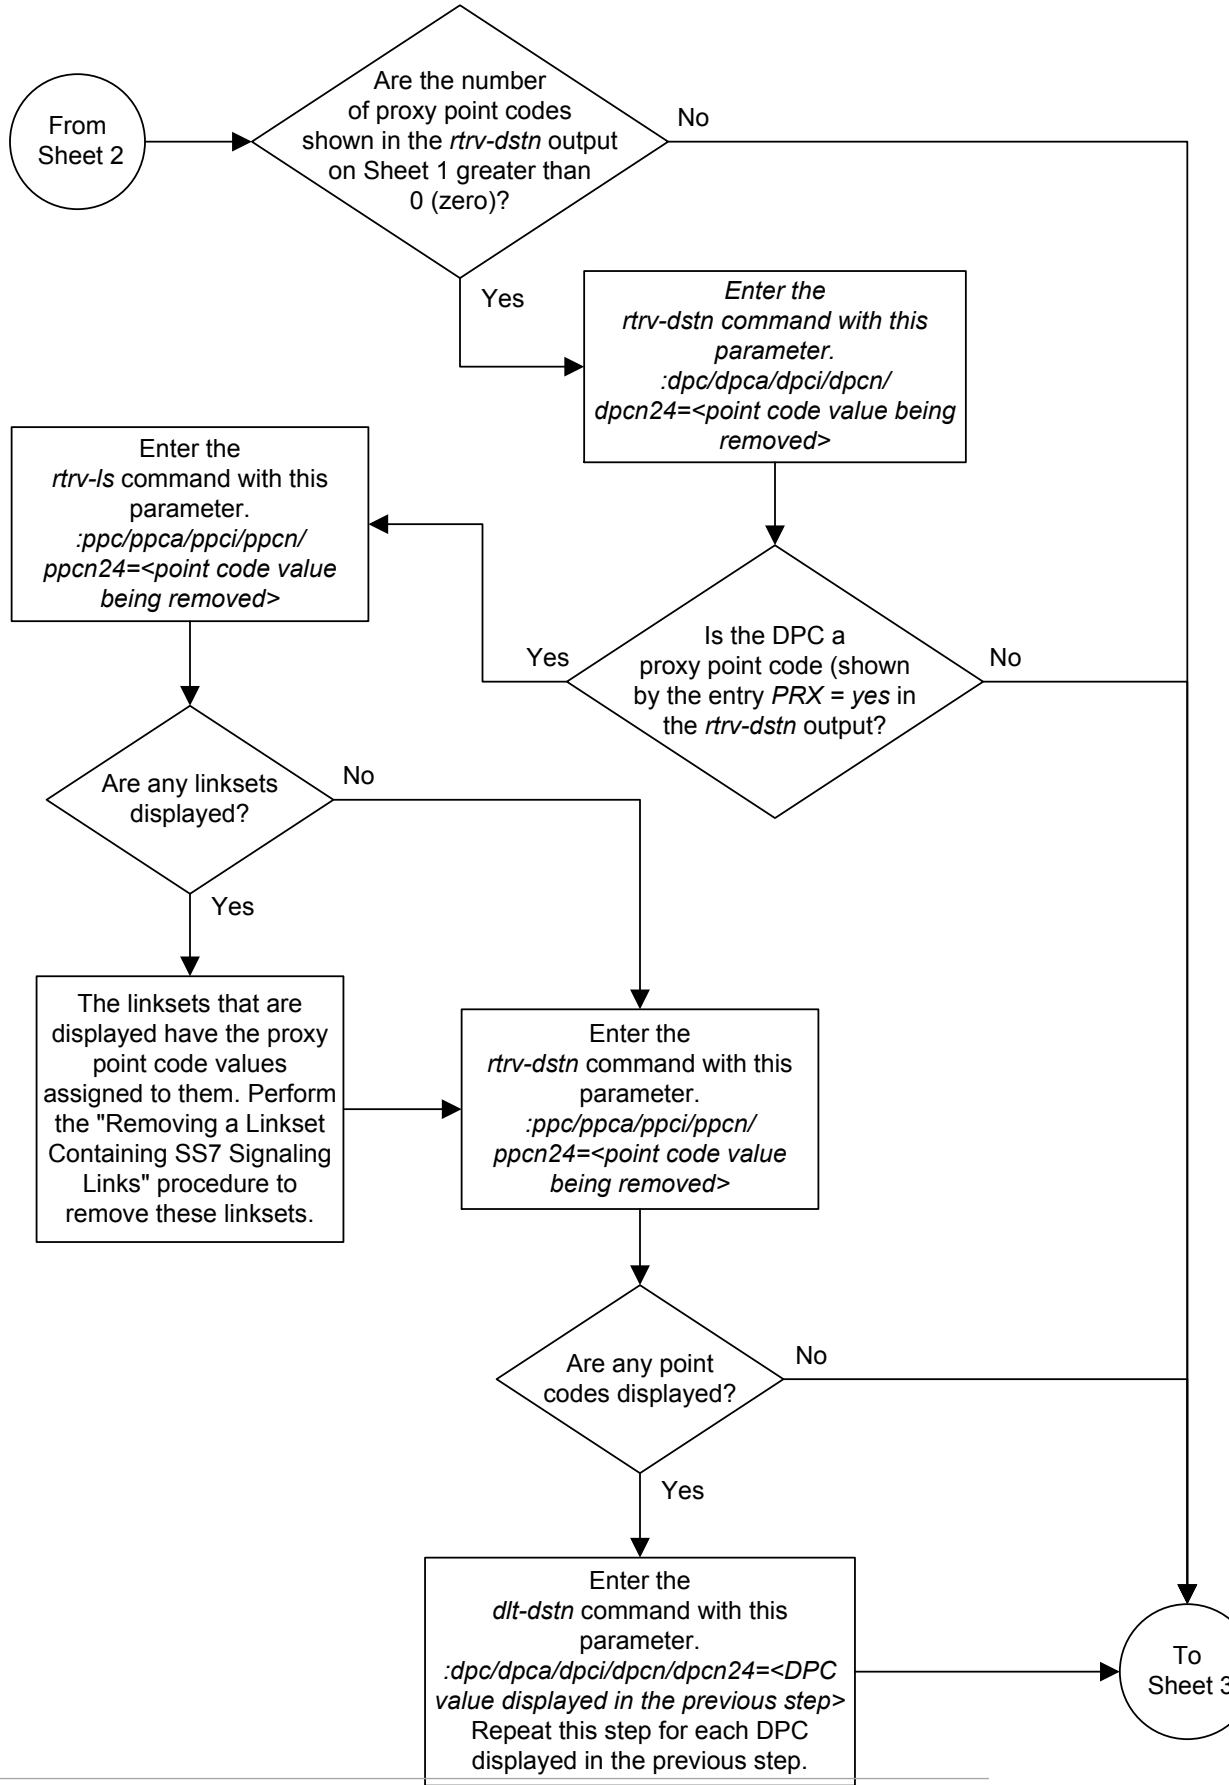 From
Sheet 2
Are the number
of proxy point codes
shown in the rtrv-dstn output
on Sheet 1 greater than
0 (zero)?
No
Yes
Enter the
rtrv-dstn command with this
parameter.
:dpc/dpca/dpci/dpcn/
dpcn24=<point code value being
removed>
Enter the
rtrv-ls command with this
parameter.
:ppc/ppca/ppci/ppcn/
ppcn24=<point code value
being removed>
Yes
Is the DPC a
proxy point code (shown
by the entry PRX = yes in
the rtrv-dstn output?
No
Are any linksets
displayed?
No
Yes
The linksets that are
displayed have the proxy
point code values
assigned to them. Perform
the "Removing a Linkset
Containing SS7 Signaling
Links" procedure to
remove these linksets.
Enter the
rtrv-dstn command with this
parameter.
:ppc/ppca/ppci/ppcn/
ppcn24=<point code value
being removed>
Are any point
codes displayed?
No
Yes
Enter the
dlt-dstn command with this
parameter.
:dpc/dpca/dpci/dpcn/dpcn24=<DPC
value displayed in the previous step>
Repeat this step for each DPC
displayed in the previous step.
To
Sheet 3